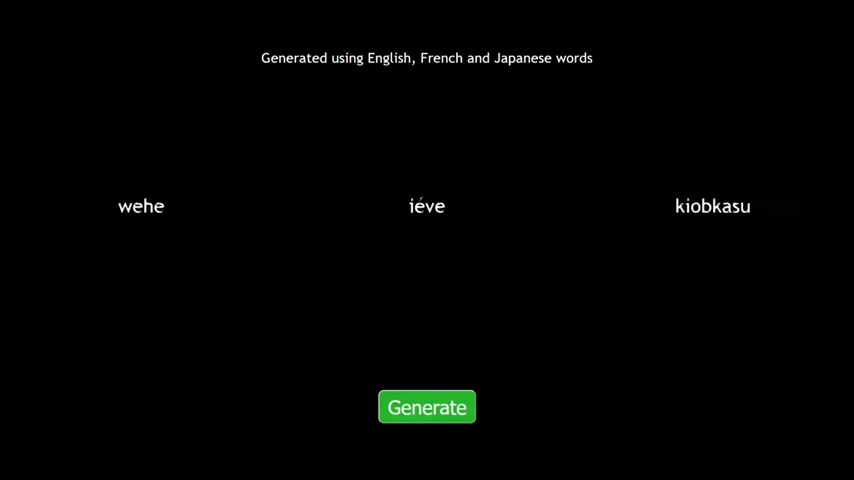 Generated using English, French and Japanese words
wehe iéve kiobkasu
Generate